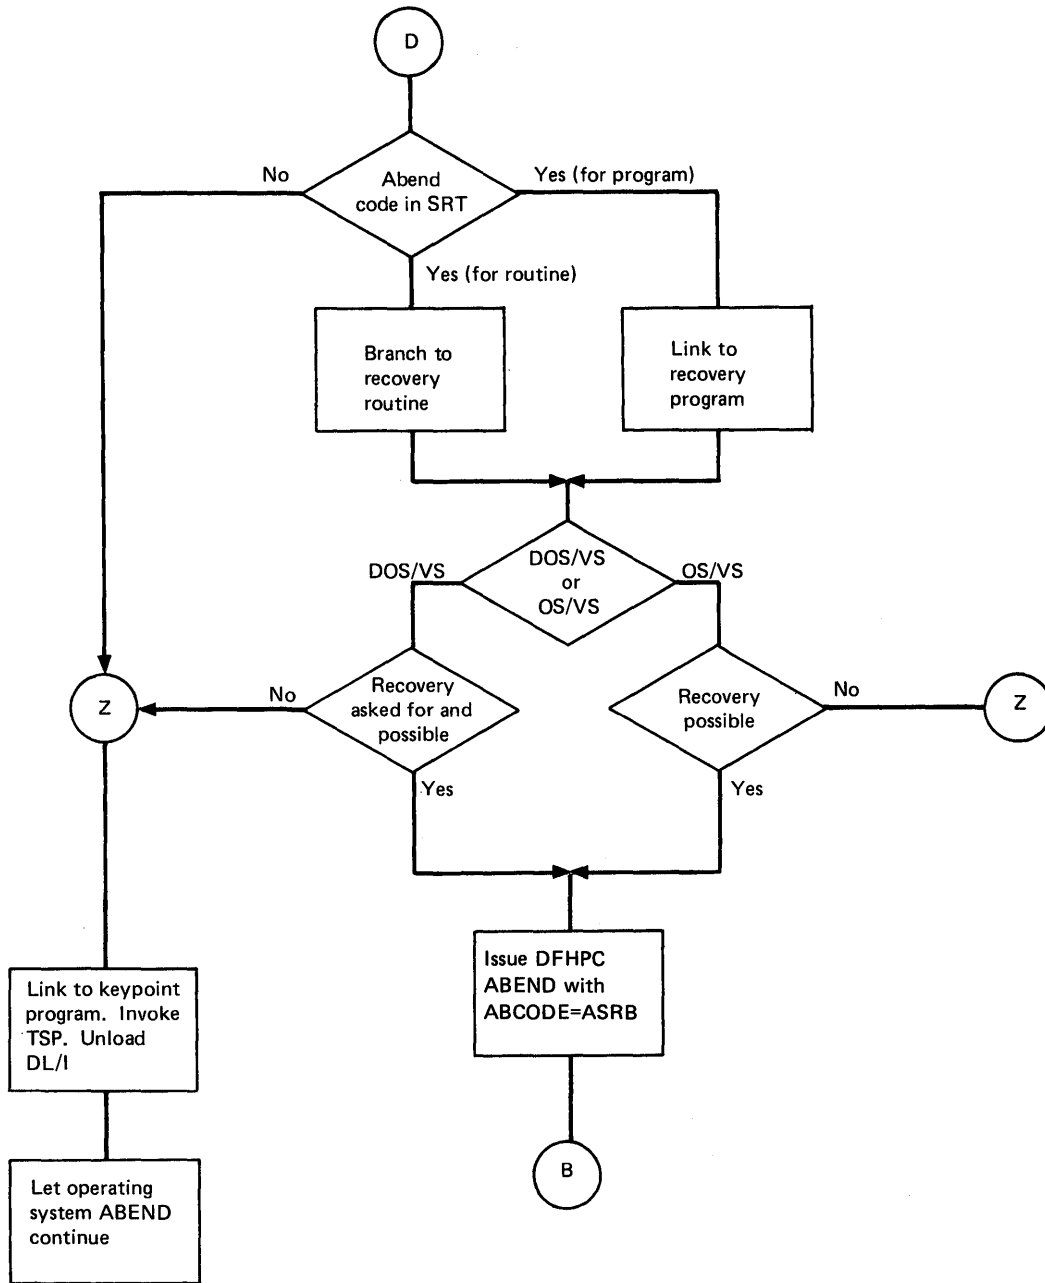 D
No
Abend
code in SRT
Yes (for program)
Yes (for routine)
Branch to
recovery
routine
Link to
recovery
program
DOS/VS
DOS/VS
or
OS/VS
OS/VS
Z
No
Recovery
asked for and
possible
Yes
Recovery
possible
No
Z
Yes
Issue DFHPC
ABEND with
ABCODE=ASRB
Link to keypoint
program. Invoke
TSP. Unload
DL/I
Let operating
system ABEND
continue
B